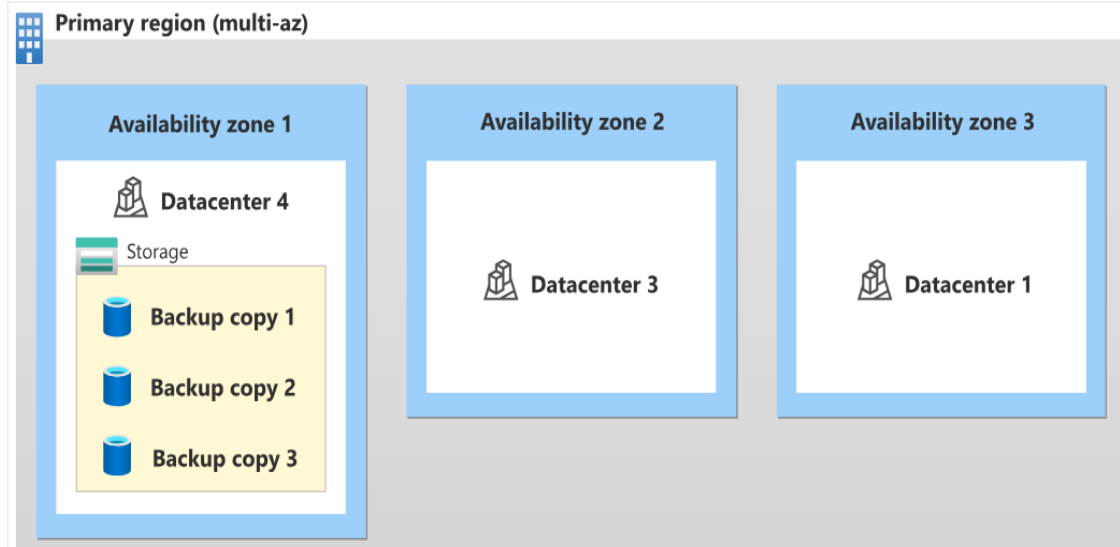 Primary region (multi-az)
Availability zone 1
Datacenter 4
Storage
Backup copy 1
Backup copy 2
Backup copy 3
Availability zone 2
Datacenter 3
Availability zone 3
Datacenter 1